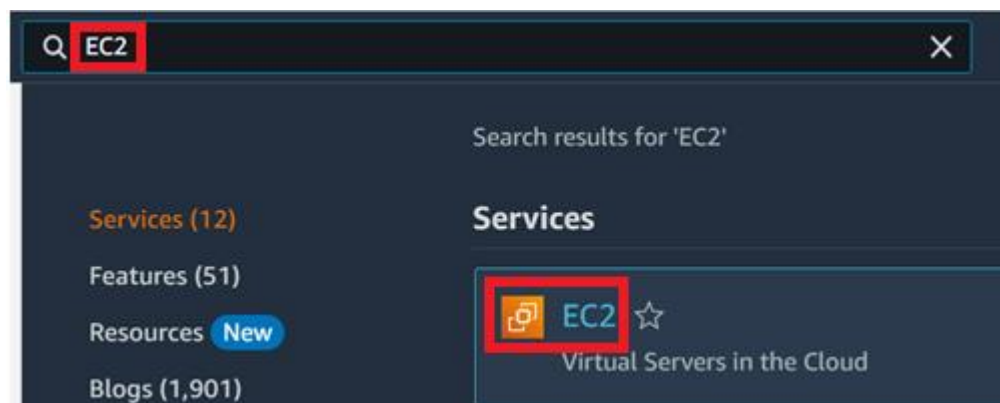 EC2
Search results for 'EC2'
Services (12)
Features (51)
Resources New
Blogs (1,901)
Services
EC2
Virtual Servers in the Cloud